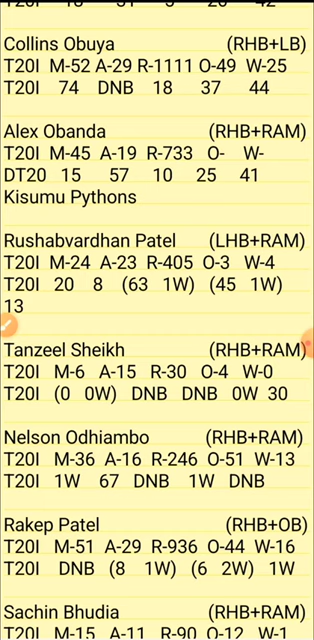 Collins Obuya (RHB+LB)
T20I M-52 A-29 R-1111 O-49 W-25
T20I 74 DNB 18 37 44
Alex Obanda (RHB+RAM)
T20I M-45 A-19 R-733 O- W-
DT20 15 57 10 25 41
Kisumu Pythons
Rushabvardhan Patel (LHB+RAM)
T20I M-24 A-23 R-405 O-3 W-4
T20I 20 8 (63 1W) (45 1W)
13
Tanzeel Sheikh (RHB+RAM)
T20I M-6 A-15 R-30 O-4 W-0
T20I (0 0W) DNB DNB 0W 30
Nelson Odhiambo (RHB+RAM)
T20I M-36 A-16 R-246 O-51 W-13
T20I 1W 67 DNB 1W DNB
Rakep Patel (RHB+OB)
T20I M-51 A-29 R-936 O-44 W-16
T20I DNB (8 1W) (6 2W) 1W
Sachin Bhudia (RHB+RAM)
T20I M-15 A-11 R-90 O-12 W-1